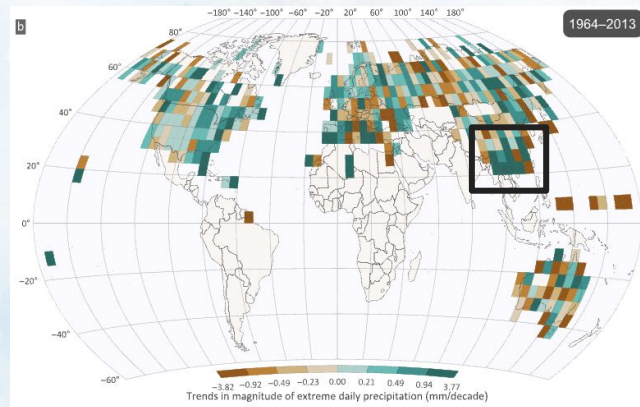 b
1964–2013
−180° −140° −100° −60° −20° 20° 60° 100° 140° 180°
80°
60°
40°
20°
0°
−20°
−40°
−60°
−3.82 −0.92 −0.49 −0.23 0.00 0.21 0.49 0.94 3.77
Trends in magnitude of extreme daily precipitation (mm/decade)